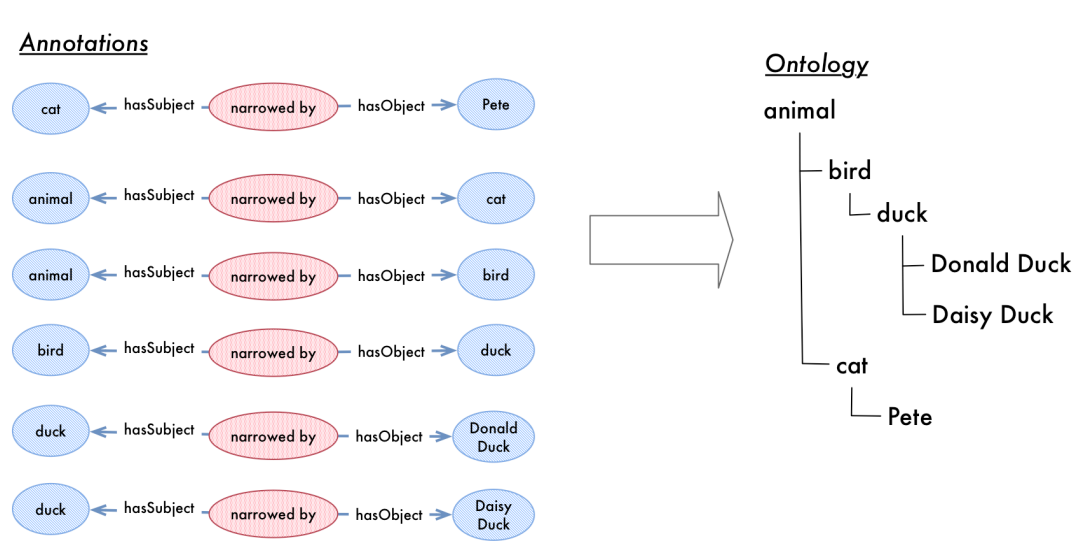 Annotations
cat hasSubject narrowed by hasObject Pete
animal hasSubject narrowed by hasObject cat
animal hasSubject narrowed by hasObject bird
bird hasSubject narrowed by hasObject duck
duck hasSubject narrowed by hasObject Donald Duck
duck hasSubject narrowed by hasObject Daisy Duck
Ontology
animal
bird
duck
Donald Duck
Daisy Duck
cat
Pete